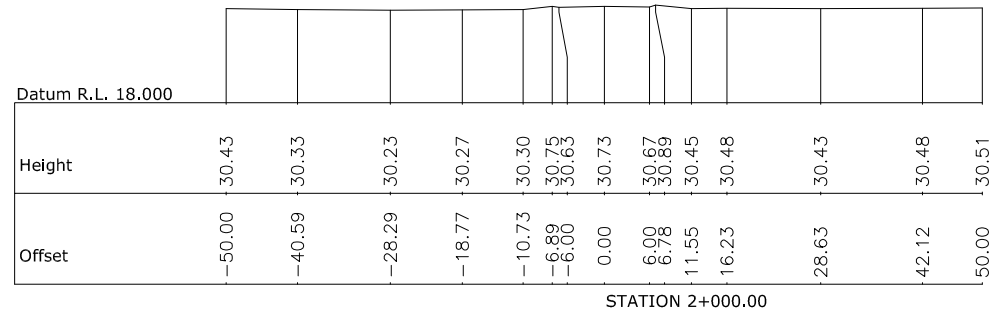 Datum R.L. 18.000
Height 30.43 30.33 30.23 30.27 30.30 30.75 30.63 30.73 30.67 30.89 30.45 30.48 30.43 30.48 30.51
Offset -50.00 -40.59 -28.29 -18.77 -10.73 -6.89 -6.00 0.00 6.00 6.78 11.55 16.23 28.63 42.12 50.00
STATION 2+000.00